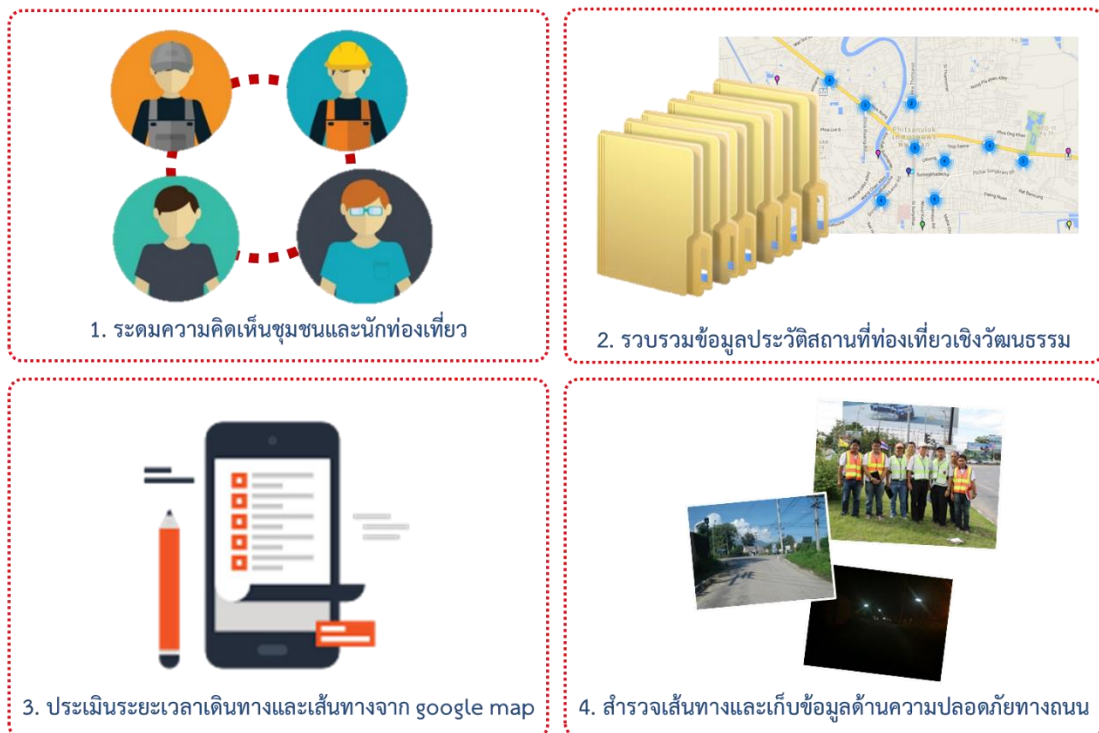 1. ระดมความคิดเห็นชุมชนและนักท่องเที่ยว
Phitsanulok
2. รวบรวมข้อมูลประวัติสถานที่ท่องเที่ยวเชิงวัฒนธรรม
3. ประเมินระยะเวลาเดินทางและเส้นทางจาก google map
4. สำรวจเส้นทางและเก็บข้อมูลด้านความปลอดภัยทางถนน